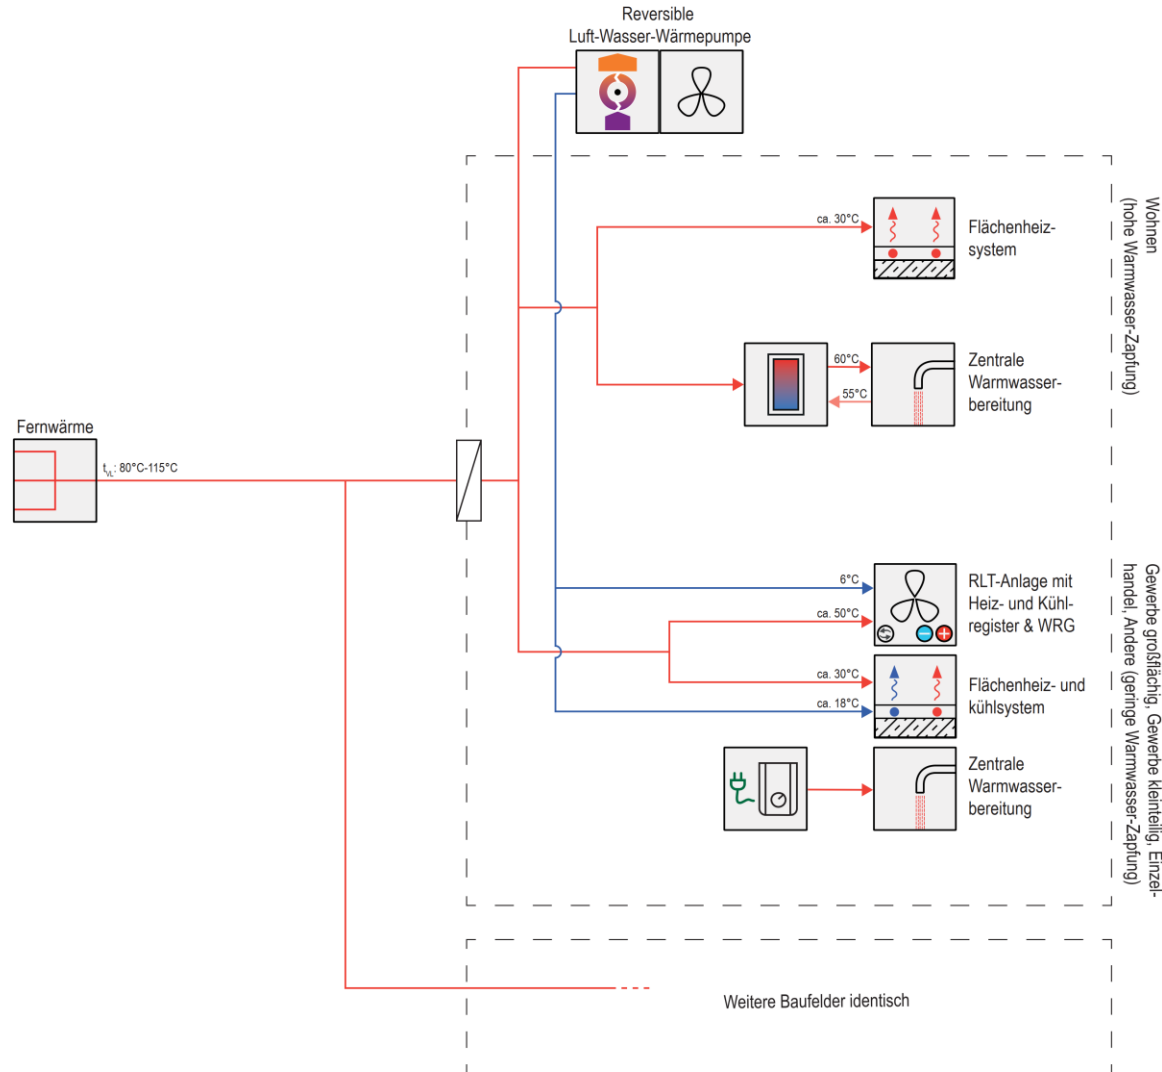 Reversible
Luft-Wasser-Wärmepumpe
ca. 30°C
Flächenheiz-
system
Wohnen
(hohe Warmwasser-Zapfung)
60°C
55°C
Zentrale
Warmwasser-
bereitung
Fernwärme
tVL: 80°C-115°C
6°C
ca. 50°C
RLT-Anlage mit
Heiz- und Kühl-
register & WRG
ca. 30°C
ca. 18°C
Flächenheiz- und
kühlsystem
Zentrale
Warmwasser-
bereitung
Gewerbe großflächig, Gewerbe kleinteilig, Einzel-
handel, Andere (geringe Warmwasser-Zapfung)
Weitere Baufelder identisch